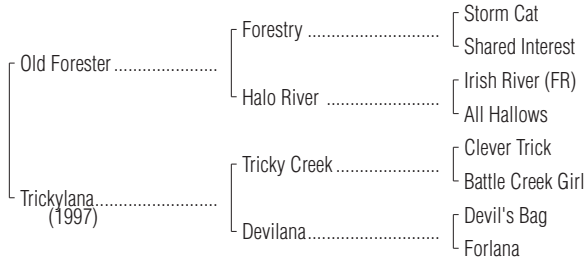 Storm Cat
Forestry ........................................
Shared Interest
Old Forester ........................
Irish River (FR)
Halo River ..................................
All Hallows
Clever Trick
Tricky Creek ................................
Battle Creek Girl
Trickylana............................
(1997)
Devil's Bag
Devilana........................................
Forlana